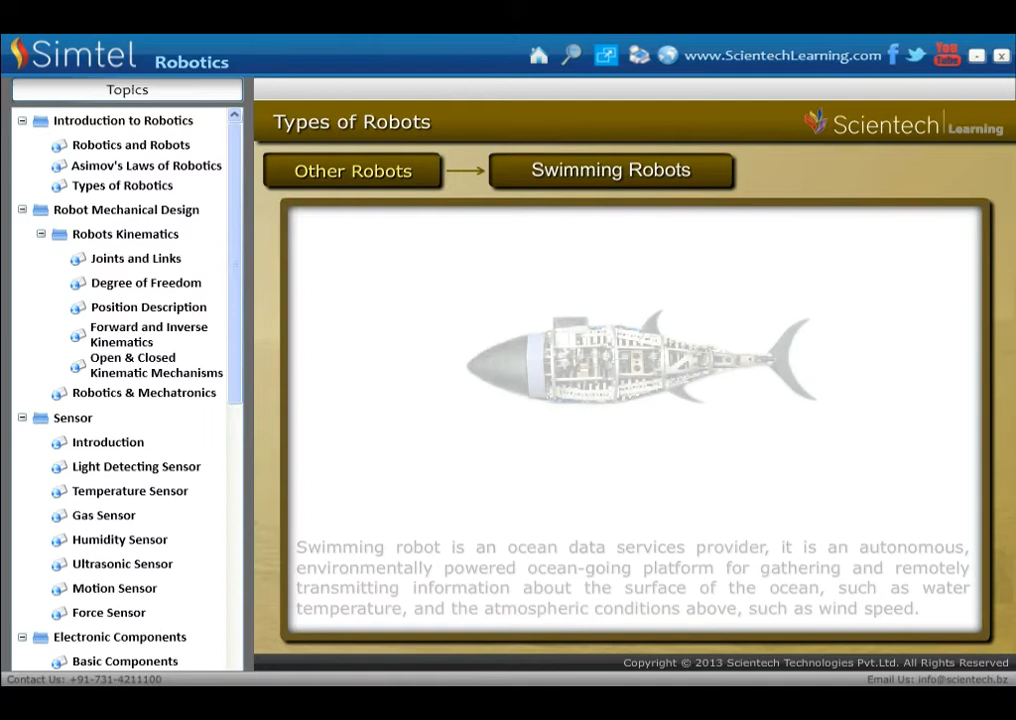 Simtel Robotics
www.ScientechLearning.com
You
Tube
Topics
Introduction to Robotics
Robotics and Robots
Asimov's Laws of Robotics
Types of Robotics
Robot Mechanical Design
Robots Kinematics
Joints and Links
Degree of Freedom
Position Description
Forward and Inverse
Kinematics
Open & Closed
Kinematic Mechanisms
Robotics & Mechatronics
Sensor
Introduction
Light Detecting Sensor
Temperature Sensor
Gas Sensor
Humidity Sensor
Ultrasonic Sensor
Motion Sensor
Force Sensor
Electronic Components
Basic Components
Types of Robots
Scientech Learning
Other Robots
Swimming Robots
Swimming robot is an ocean data services provider, it is an autonomous,
environmentally powered ocean-going platform for gathering and remotely
transmitting information about the surface of the ocean, such as water
temperature, and the atmospheric conditions above, such as wind speed.
Copyright © 2013 Scientech Technologies Pvt.Ltd. All Rights Reserved
Contact Us: +91-731-4211100
Email Us: info@scientech.bz